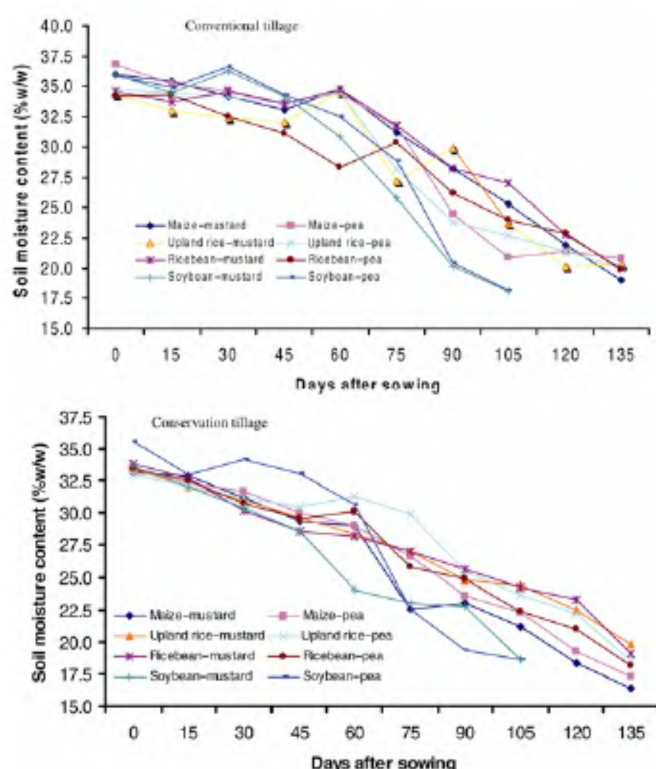 Conventional tillage
40.0
37.5
35.0
32.5
30.0
27.5
25.0
22.5
20.0
17.5
15.0
Soil moisture content (%w/w)
Maize-mustard
Maize-pea
Upland rice-mustard
Upland rice-pea
Ricebean-mustard
Ricebean-pea
Soybean-mustard
Soybean-pea
0 15 30 45 60 75 90 105 120 135
Days after sowing
Conservation tillage
37.5
35.0
32.5
30.0
27.5
25.0
22.5
20.0
17.5
15.0
Soil moisture content (%w/w)
Maize-mustard
Maize-pea
Upland rice-mustard
Upland rice-pea
Ricebean-mustard
Ricebean-pea
Soybean-mustard
Soybean-pea
0 15 30 45 60 75 90 105 120 135
Days after sowing